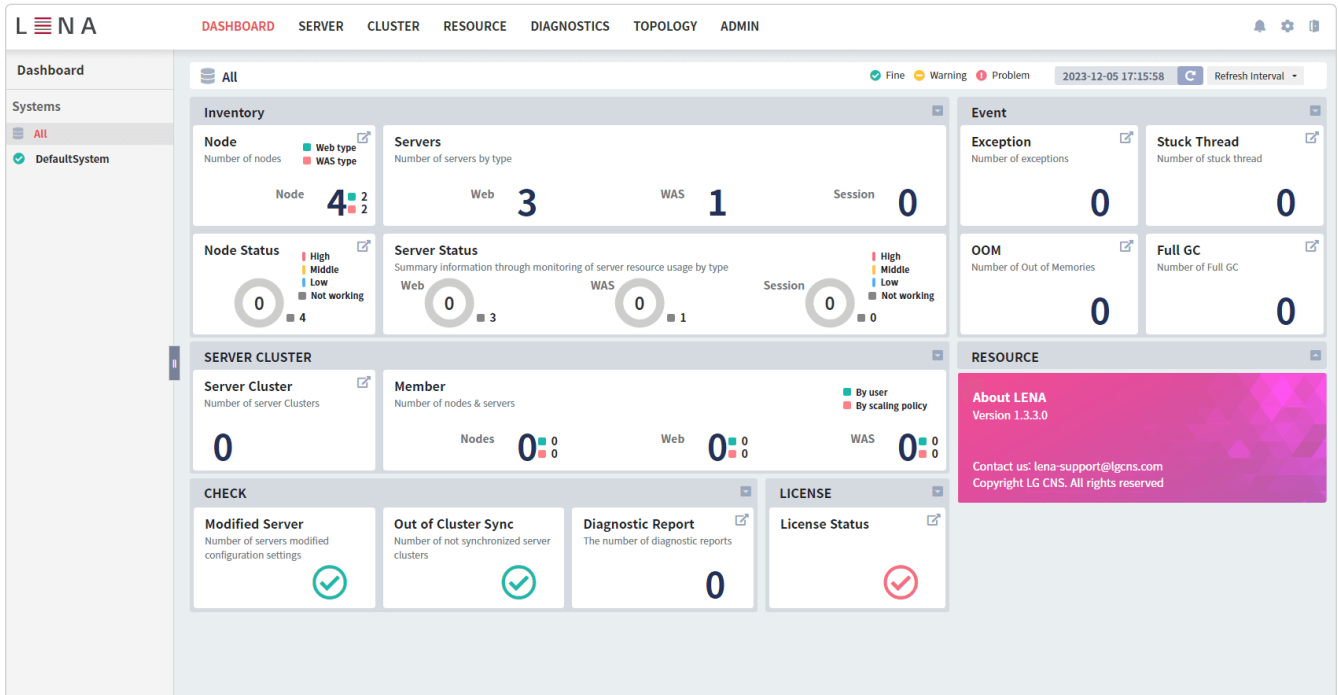 LENA
DASHBOARD SERVER CLUSTER RESOURCE DIAGNOSTICS TOPOLOGY ADMIN
Dashboard
Systems
All
DefaultSystem
All
Fine Warning Problem 2023-12-05 17:15:58 Refresh Interval
Inventory
Node
Number of nodes
Web type
WAS type
Node 4 2
2
Servers
Number of servers by type
Web 3 WAS 1 Session 0
Node Status
High
Middle
Low
Not working
0
4
Server Status
Summary information through monitoring of server resource usage by type
High
Middle
Low
Not working
Web 0 3
WAS 0 1
Session 0 0
Event
Exception
Number of exceptions
0
Stuck Thread
Number of stuck thread
0
OOM
Number of Out of Memories
0
Full GC
Number of Full GC
0
SERVER CLUSTER
Server Cluster
Number of server Clusters
0
Member
Number of nodes & servers
By user
By scaling policy
Nodes 0 0
0
Web 0 0
0
WAS 0 0
0
RESOURCE
About LENA
Version 1.3.3.0
Contact us: lena-support@lgcns.com
Copyright LG CNS. All rights reserved
CHECK
Modified Server
Number of servers modified
configuration settings
Out of Cluster Sync
Number of not synchronized server
clusters
Diagnostic Report
The number of diagnostic reports
0
LICENSE
License Status